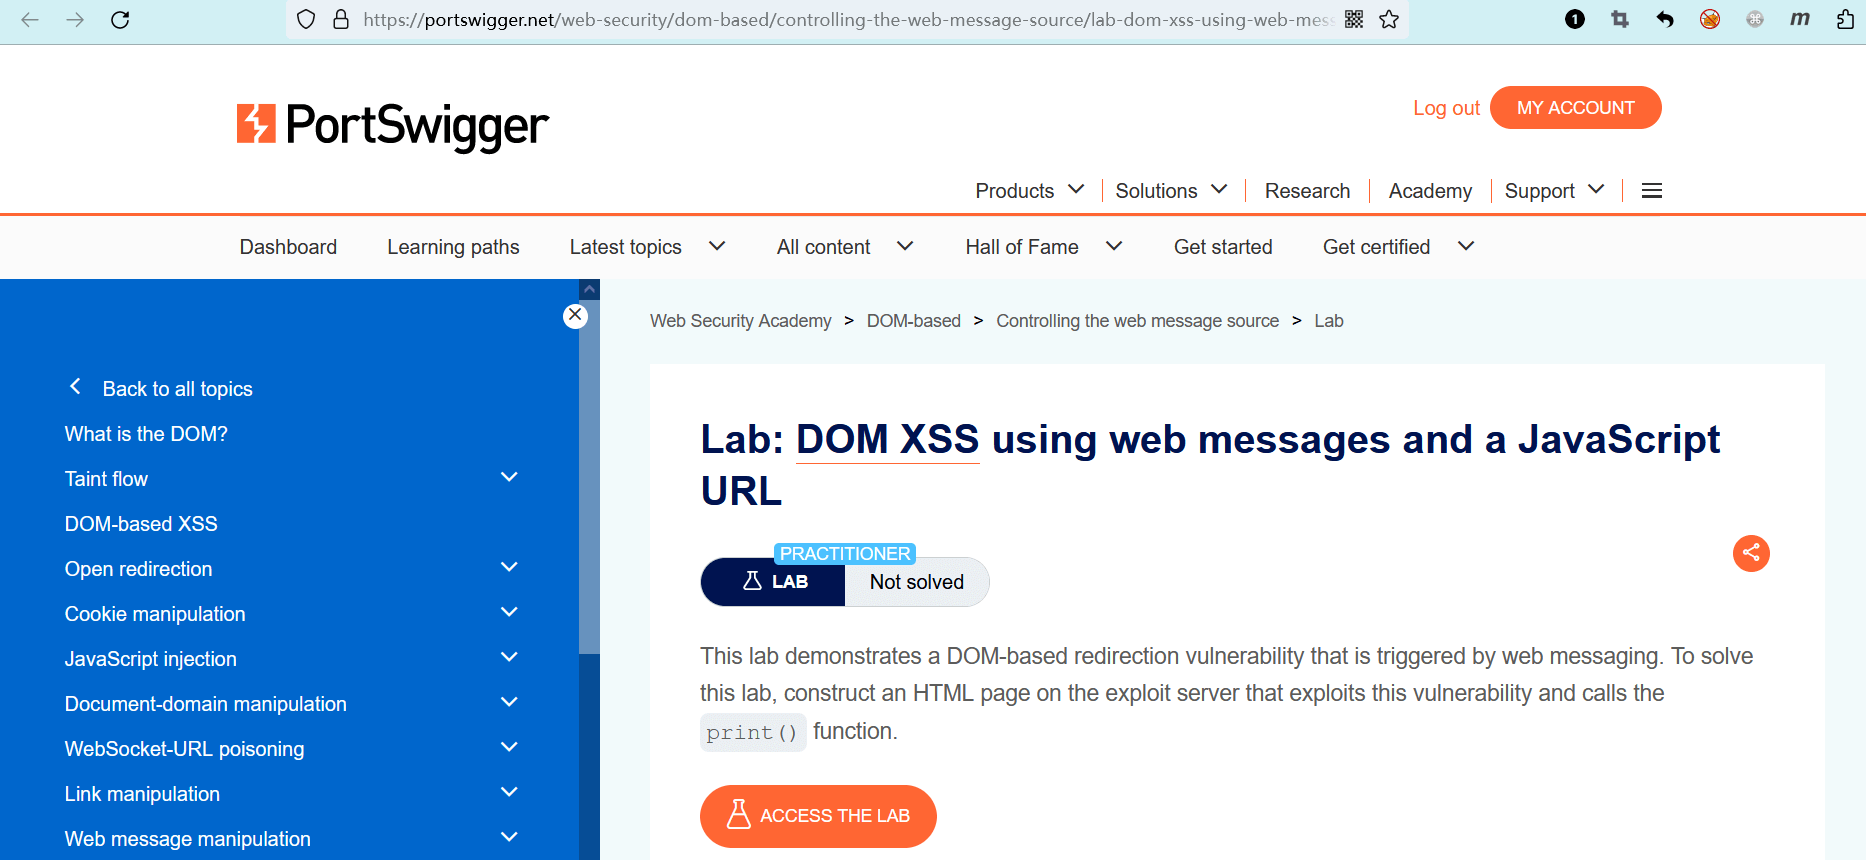 https://portswigger.net/web-security/dom-based/controlling-the-web-message-source/lab-dom-xss-using-web-mess
1
m
PortSwigger
Log out
MY ACCOUNT
Products
Solutions
Research
Academy
Support
Dashboard
Learning paths
Latest topics
All content
Hall of Fame
Get started
Get certified
Back to all topics
What is the DOM?
Taint flow
DOM-based XSS
Open redirection
Cookie manipulation
JavaScript injection
Document-domain manipulation
WebSocket-URL poisoning
Link manipulation
Web message manipulation
Web Security Academy > DOM-based > Controlling the web message source > Lab
Lab: DOM XSS using web messages and a JavaScript
URL
PRACTITIONER
LAB
Not solved
This lab demonstrates a DOM-based redirection vulnerability that is triggered by web messaging. To solve
this lab, construct an HTML page on the exploit server that exploits this vulnerability and calls the
print() function.
ACCESS THE LAB